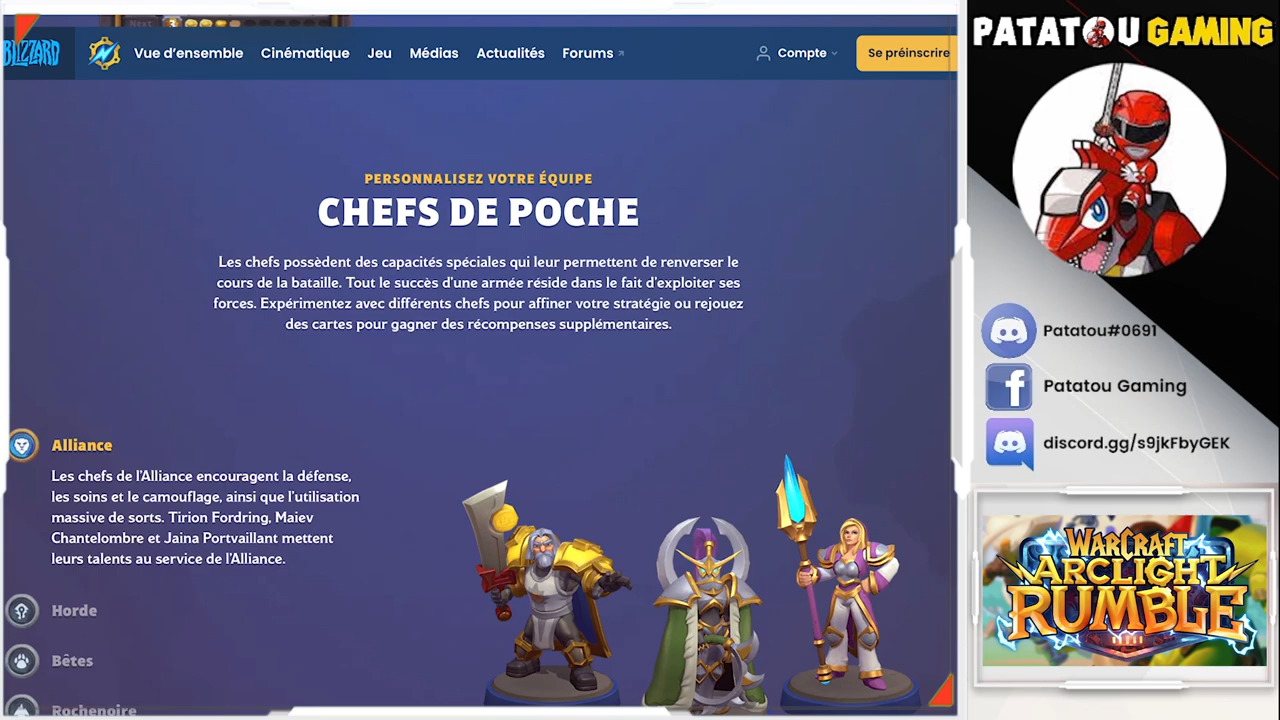 Next
BLIZZARD
Vue d'ensemble
Cinématique
Jeu
Médias
Actualités
Forums
Compte
Se préinscrire
PERSONNALISEZ VOTRE ÉQUIPE
CHEFS DE POCHE
Les chefs possèdent des capacités spéciales qui leur permettent de renverser le
cours de la bataille. Tout le succès d'une armée réside dans le fait d'exploiter ses
forces. Expérimentez avec différents chefs pour affiner votre stratégie ou rejouez
des cartes pour gagner des récompenses supplémentaires.
Alliance
Les chefs de l'Alliance encouragent la défense,
les soins et le camouflage, ainsi que l'utilisation
massive de sorts. Tirion Fordring, Maiev
Chantelombre et Jaina Portvaillant mettent
leurs talents au service de l'Alliance.
Horde
Bêtes
Rochenoire
PATATOU GAMING
Patatou#0691
Patatou Gaming
discord.gg/s9jkFbyGEK
WARCRAFT
ARCLIGHT
RUMBLE